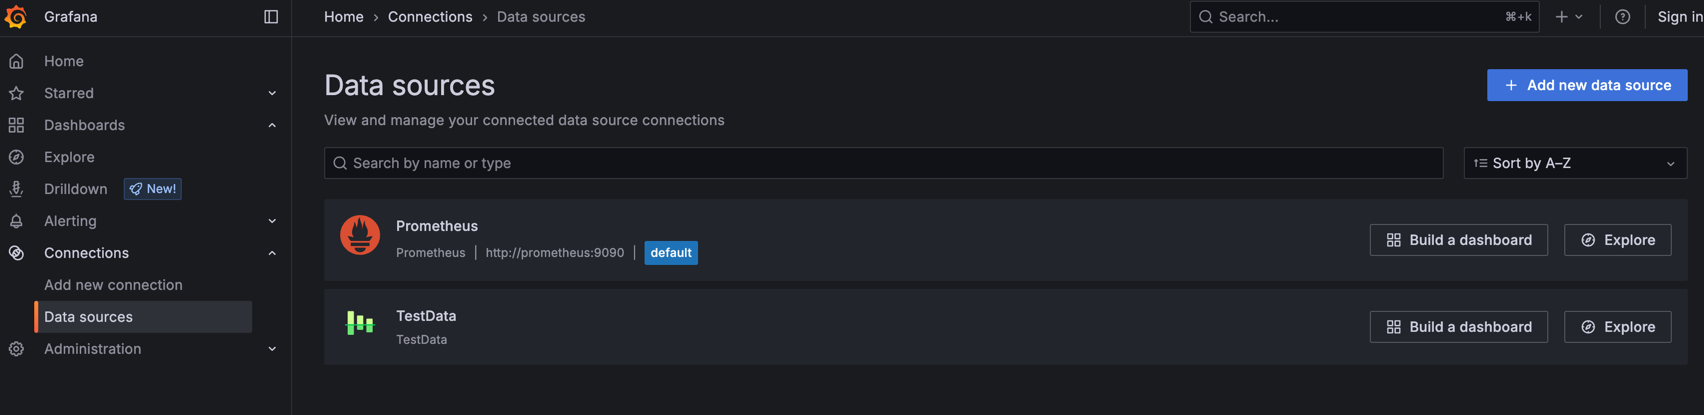 Grafana
Home › Connections › Data sources
Search...
⌘+k
Sign in
Home
Starred
Dashboards
Explore
Drilldown
New!
Alerting
Connections
Add new connection
Data sources
Administration
Data sources
Add new data source
View and manage your connected data source connections
Search by name or type
Sort by A–Z
Prometheus
Prometheus | http://prometheus:9090 | default
Build a dashboard
Explore
TestData
TestData
Build a dashboard
Explore